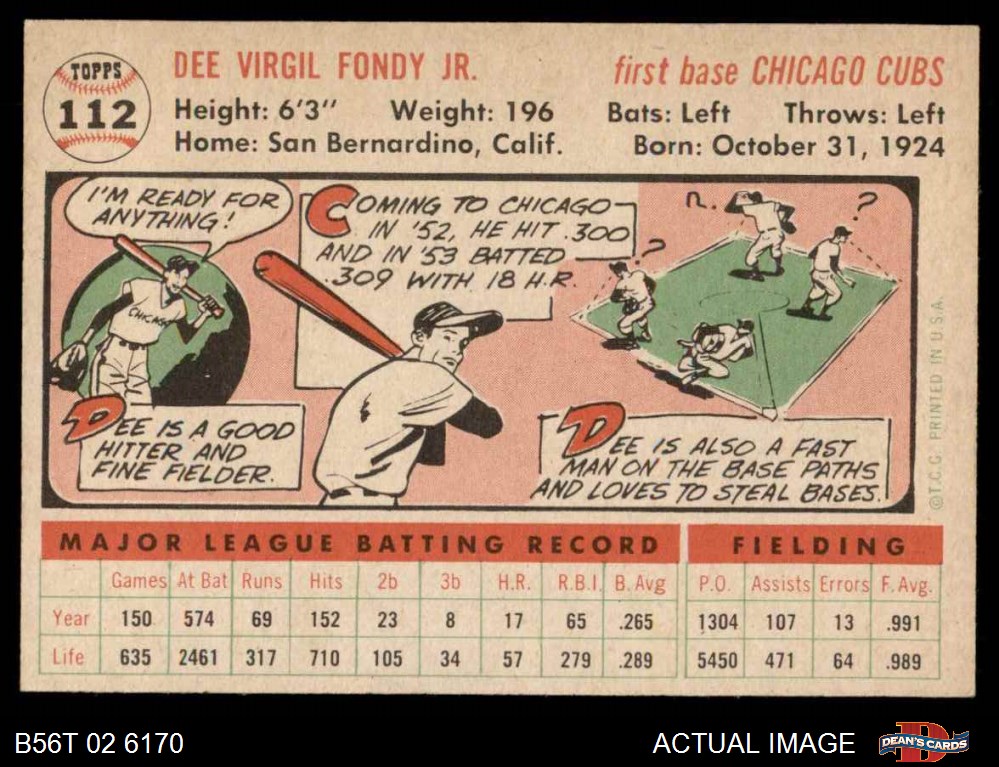 TOPPS
112
DEE VIRGIL FONDY JR.
first base CHICAGO CUBS
Height: 6'3" Weight: 196 Bats: Left Throws: Left
Home: San Bernardino, Calif. Born: October 31, 1924
I'M READY FOR
ANYTHING!
CHICAGO
DEE IS A GOOD
HITTER AND
FINE FIELDER.
COMING TO CHICAGO
IN '52, HE HIT .300
AND IN '53 BATTED
.309 WITH 18 H.R.
?
?
?
DEE IS ALSO A FAST
MAN ON THE BASE PATHS
AND LOVES TO STEAL BASES.
©T.C.G. PRINTED IN U.S.A.
MAJOR LEAGUE BATTING RECORD FIELDING
Games At Bat Runs Hits 2b 3b H.R. R.B.I. B. Avg P.O. Assists Errors F. Avg.
Year 150 574 69 152 23 8 17 65 .265 1304 107 13 .991
Life 635 2461 317 710 105 34 57 279 .289 5450 471 64 .989
B56T 02 6170 ACTUAL IMAGE
D
DEAN'S CARDS